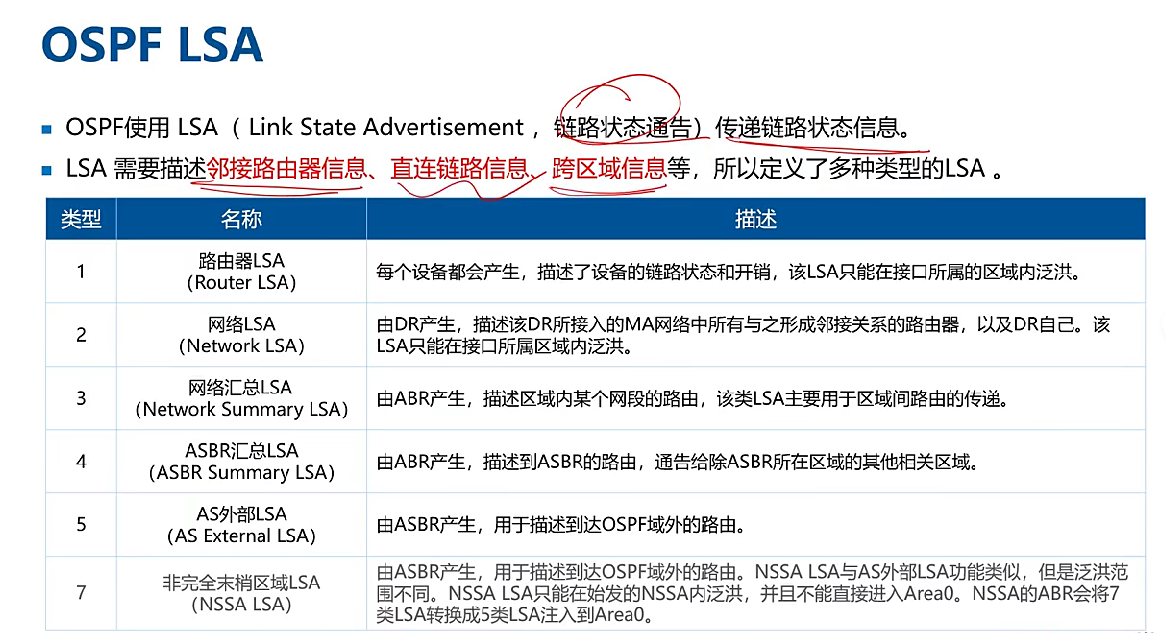 OSPF LSA
OSPF使用 LSA（ Link State Advertisement ，链路状态通告）传递链路状态信息。
LSA 需要描述邻接路由器信息、直连链路信息、跨区域信息等，所以定义了多种类型的LSA 。
类型 名称 描述
1
路由器LSA
(Router LSA)
每个设备都会产生，描述了设备的链路状态和开销，该LSA只能在接口所属的区域内泛洪。
2
网络LSA
(Network LSA)
由DR产生，描述该DR所接入的MA网络中所有与之形成邻接关系的路由器，以及DR自己。该
LSA只能在接口所属区域内泛洪。
3
网络汇总LSA
(Network Summary LSA)
由ABR产生，描述区域内某个网段的路由，该类LSA主要用于区域间路由的传递。
4
ASBR汇总LSA
(ASBR Summary LSA)
由ABR产生，描述到ASBR的路由，通告给除ASBR所在区域的其他相关区域。
5
AS外部LSA
(AS External LSA)
由ASBR产生，用于描述到达OSPF域外的路由。
7
非完全末梢区域LSA
(NSSA LSA)
由ASBR产生，用于描述到达OSPF域外的路由。NSSA LSA与AS外部LSA功能类似，但是泛洪范
围不同。NSSA LSA只能在始发的NSSA内泛洪，并且不能直接进入Area0。NSSA的ABR会将7
类LSA转换成5类LSA注入到Area0。